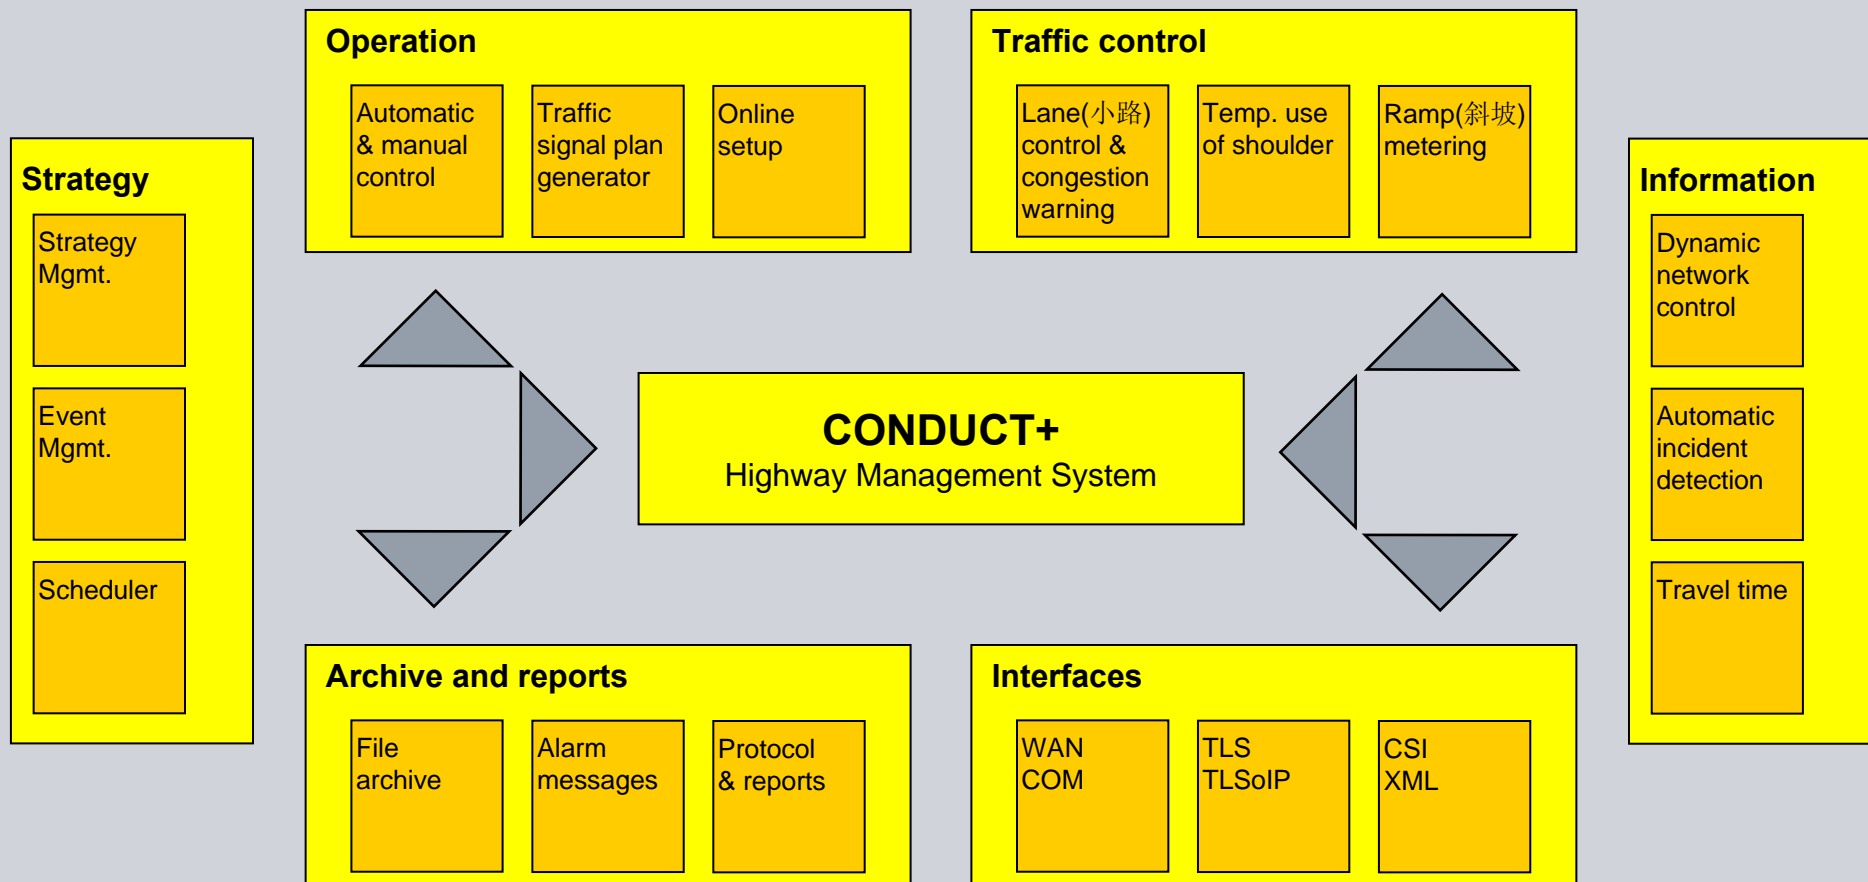 Operation
Automatic
& manual
control
Traffic
signal plan
generator
Online
setup
Traffic control
Lane(小路)
control &
congestion
warning
Temp. use
of shoulder
Ramp(斜坡)
metering
Strategy
Strategy
Mgmt.
Event
Mgmt.
Scheduler
CONDUCT+
Highway Management System
Information
Dynamic
network
control
Automatic
incident
detection
Travel time
Archive and reports
File
archive
Alarm
messages
Protocol
& reports
Interfaces
WAN
COM
TLS
TLSoIP
CSI
XML